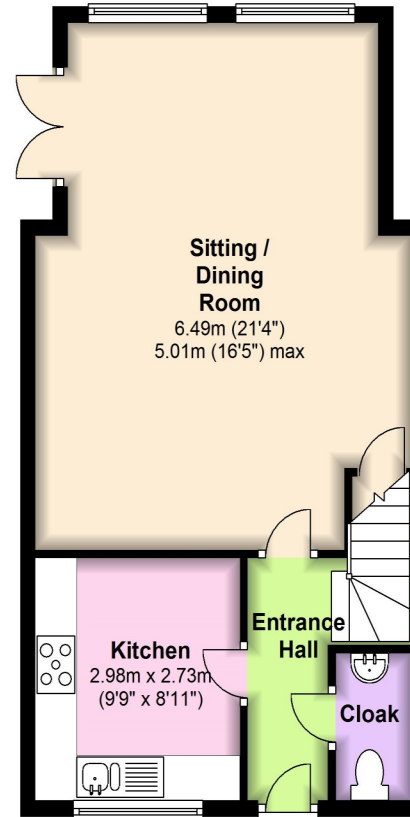 Sitting /
Dining
Room
6.49m (21'4")
5.01m (16'5") max
Kitchen
2.98m x 2.73m
(9'9" x 8'11")
Entrance
Hall
Cloak